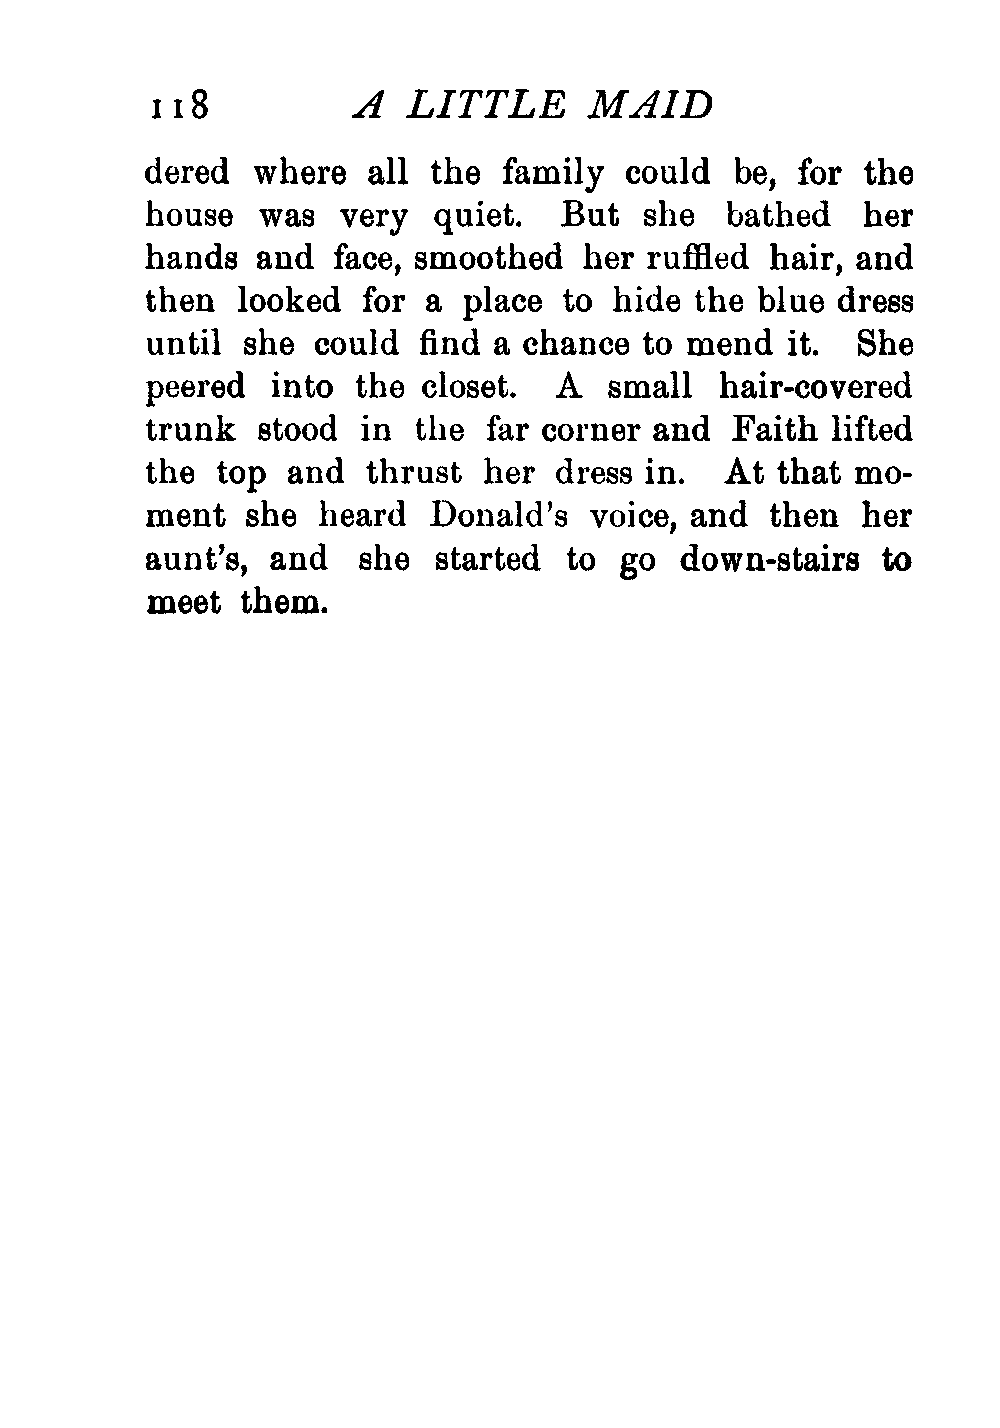 118 A LITTLE MAID
dered where all the family could be, for the
house was very quiet. But she bathed her
hands and face, smoothed her ruffled hair, and
then looked for a place to hide the blue dress
until she could find a chance to mend it. She
peered into the closet. A small hair-covered
trunk stood in the far corner and Faith lifted
the top and thrust her dress in. At that mo-
ment she heard Donald's voice, and then her
aunt's, and she started to go down-stairs to
meet them.